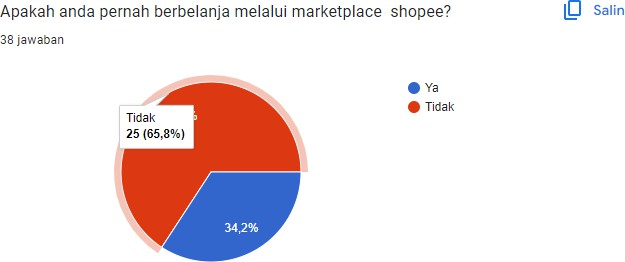 Apakah anda pernah berbelanja melalui marketplace  shopee?
Salin
38 jawaban
Ya
Tidak
Tidak
25 (65,8%)
%
34,2%